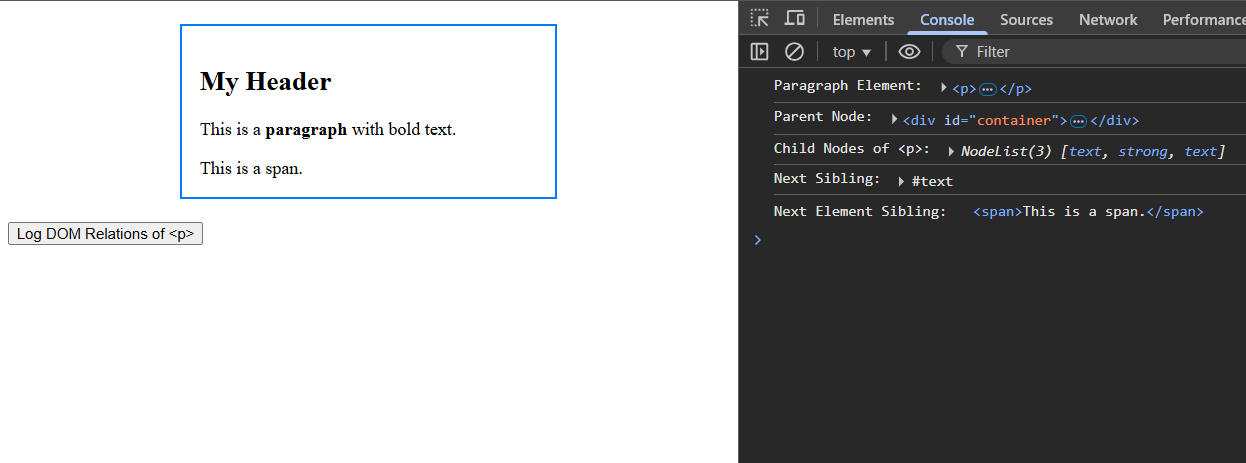 My Header
This is a paragraph with bold text.
This is a span.
Log DOM Relations of <p>
Elements Console Sources Network Performance
top ▼ Filter
Paragraph Element: ▶ <p>…</p>
Parent Node: ▶ <div id="container">…</div>
Child Nodes of <p>: ▶ NodeList(3) [text, strong, text]
Next Sibling: ▶ #text
Next Element Sibling: <span>This is a span.</span>
>